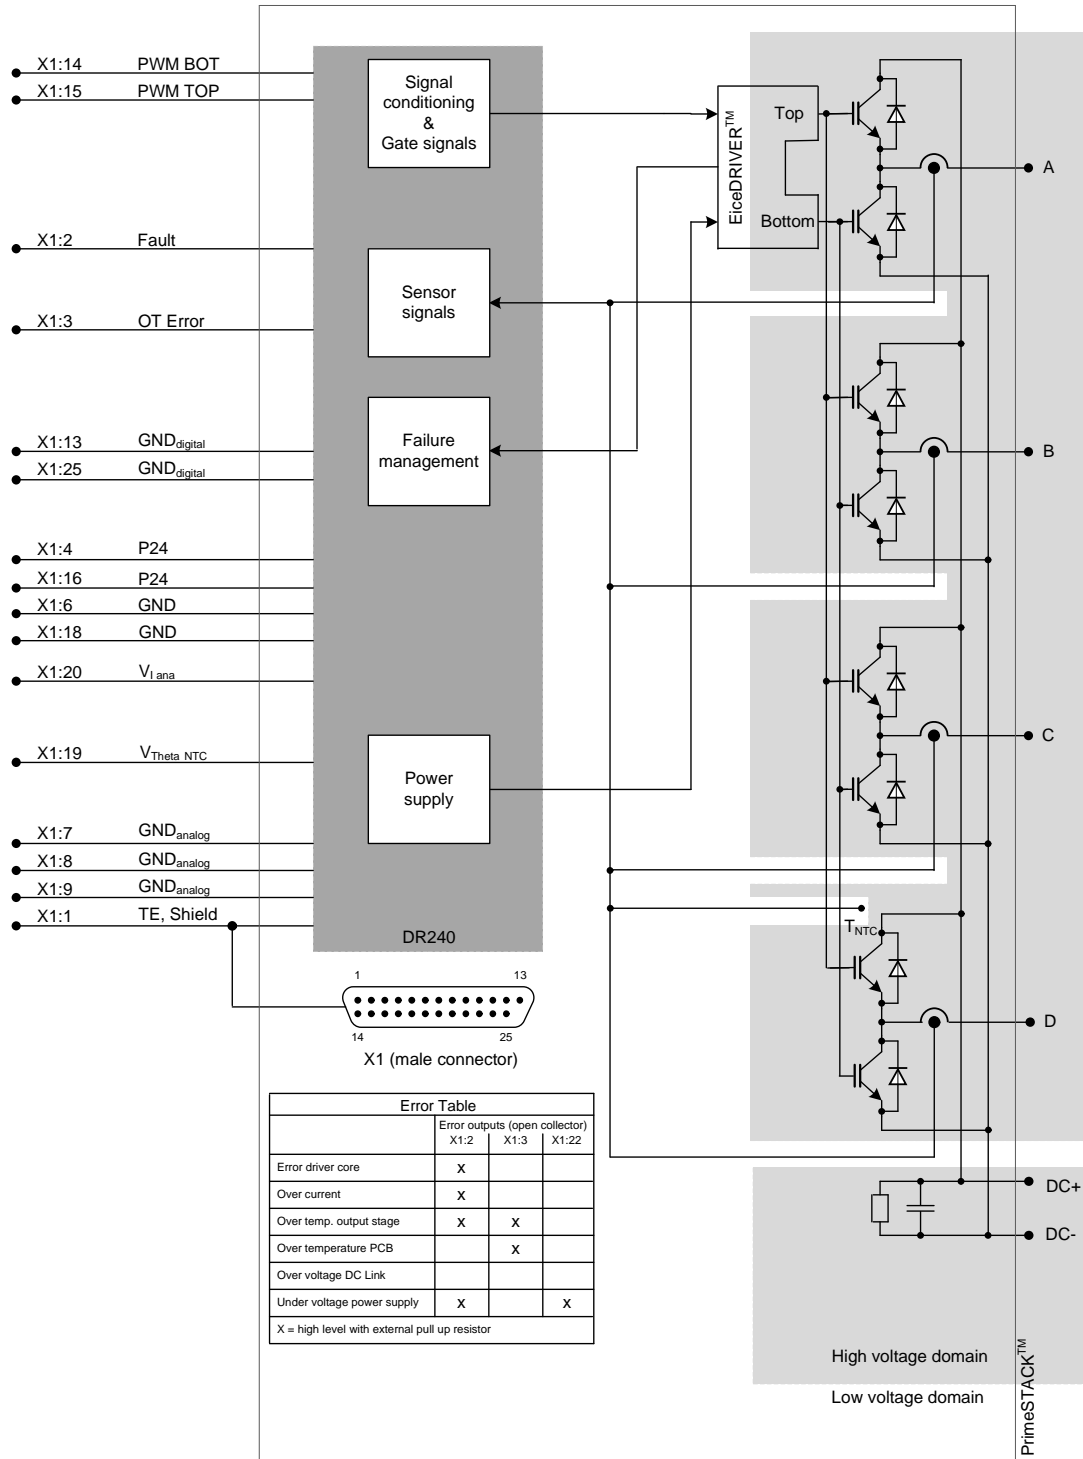 X1:14 PWM BOT
X1:15 PWM TOP
X1:2 Fault
X1:3 OT Error
X1:13 GNDdigital
X1:25 GNDdigital
X1:4 P24
X1:16 P24
X1:6 GND
X1:18 GND
X1:20 VI ana
X1:19 VTheta NTC
X1:7 GNDanalog
X1:8 GNDanalog
X1:9 GNDanalog
X1:1 TE, Shield
Signal
conditioning
&
Gate signals
Sensor
signals
Failure
management
Power
supply
DR240
EiceDRIVER™
Top
Bottom
A
B
C
TNTC
D
DC+
DC-
High voltage domain
Low voltage domain
PrimeSTACK™
1 13
14 25
X1 (male connector)
Error Table
Error outputs (open collector)
X1:2 X1:3 X1:22
Error driver core x
Over current x
Over temp. output stage x x
Over temperature PCB x
Over voltage DC Link
Under voltage power supply x x
X = high level with external pull up resistor